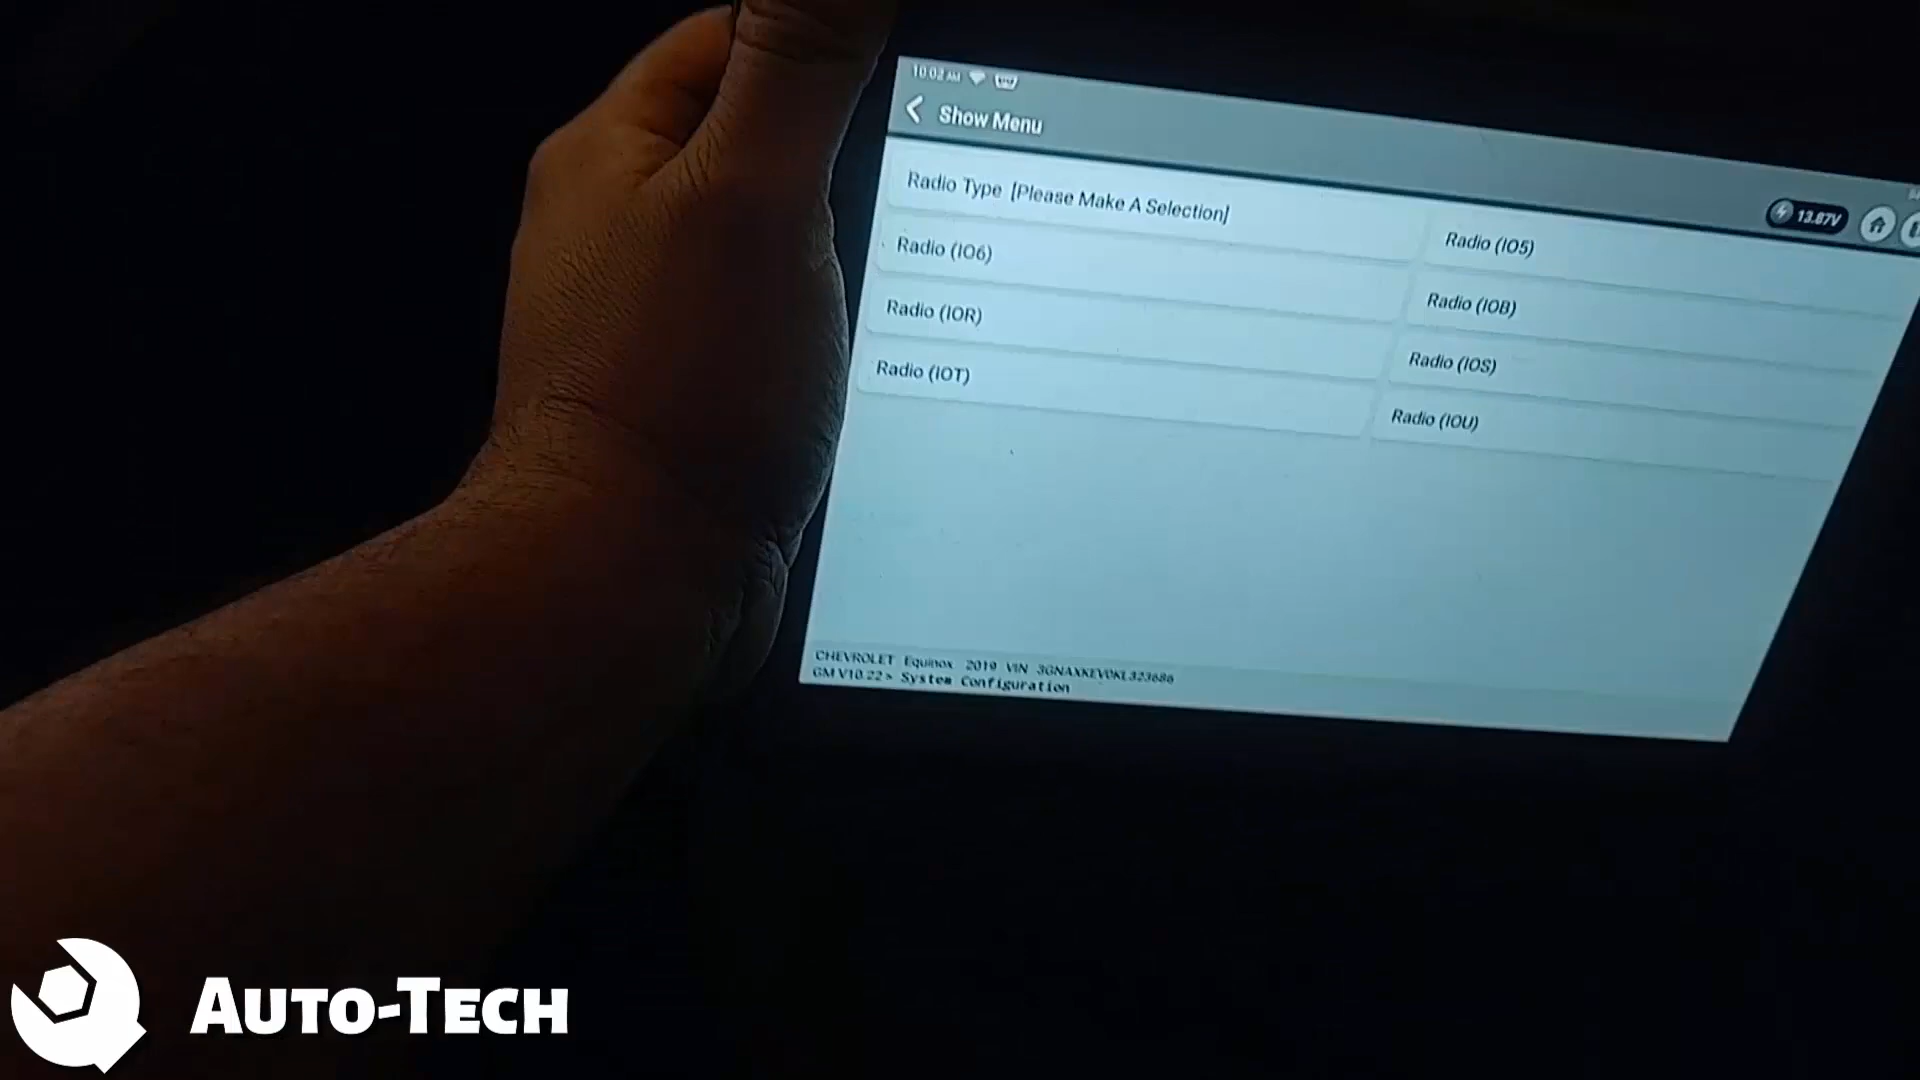 10:02 AM
Show Menu
13.87V
Radio Type [Please Make A Selection]
Radio (IO5)
Radio (IO6)
Radio (IOB)
Radio (IOR)
Radio (IOS)
Radio (IOT)
Radio (IOU)
CHEVROLET Equinox 2019 VIN 3GNAXKEV0KL323686
GM V10.22 > System Configuration
AUTO-TECH